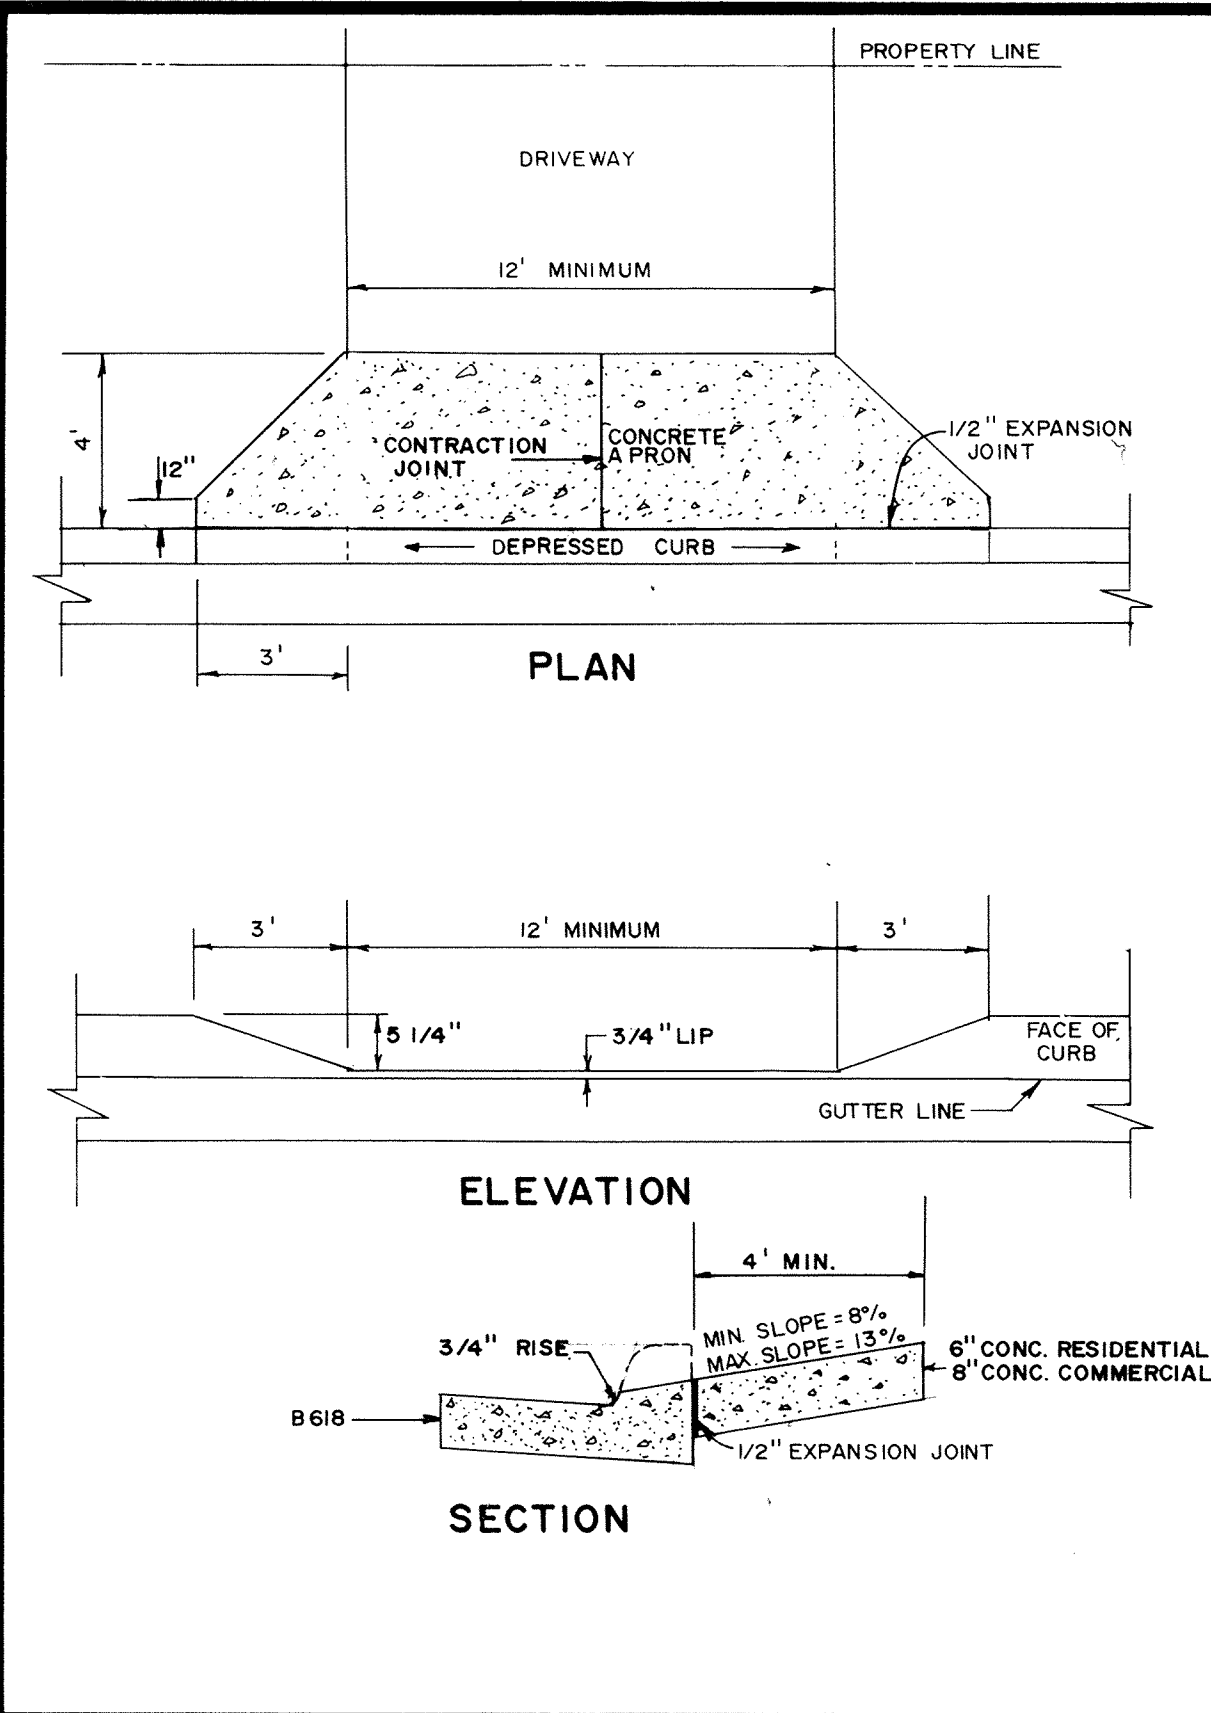 PROPERTY LINE
DRIVEWAY
12' MINIMUM
4'
12"
CONTRACTION
JOINT
CONCRETE
APRON
1/2" EXPANSION
JOINT
DEPRESSED CURB
3'
PLAN
3'
12' MINIMUM
3'
5 1/4"
3/4" LIP
FACE OF
CURB
GUTTER LINE
ELEVATION
4' MIN.
MIN. SLOPE = 8%
MAX. SLOPE = 13%
3/4" RISE
6" CONC. RESIDENTIAL
8" CONC. COMMERCIAL
B618
1/2" EXPANSION JOINT
SECTION